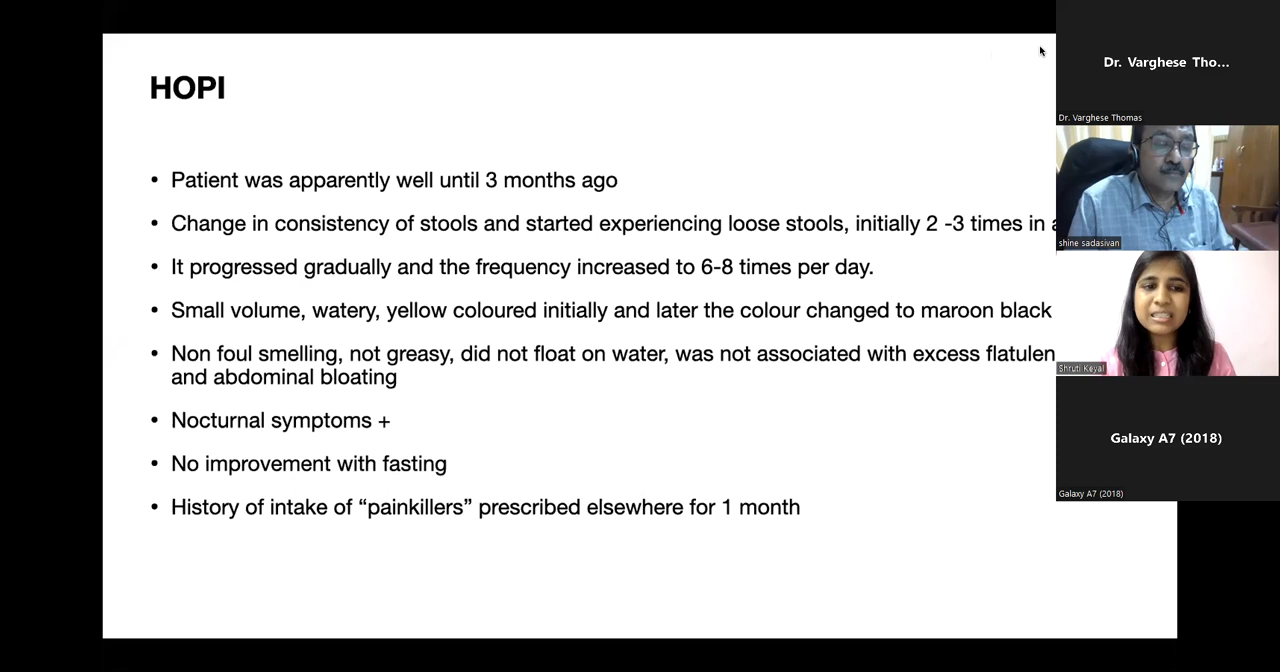 HOPI
• Patient was apparently well until 3 months ago
• Change in consistency of stools and started experiencing loose stools, initially 2 -3 times in
• It progressed gradually and the frequency increased to 6-8 times per day.
• Small volume, watery, yellow coloured initially and later the colour changed to maroon black
• Non foul smelling, not greasy, did not float on water, was not associated with excess flatulen
and abdominal bloating
• Nocturnal symptoms +
• No improvement with fasting
• History of intake of “painkillers” prescribed elsewhere for 1 month
Dr. Varghese Tho...
Dr. Varghese Thomas
shine sadasivan
Shruti Keyal
Galaxy A7 (2018)
Galaxy A7 (2018)